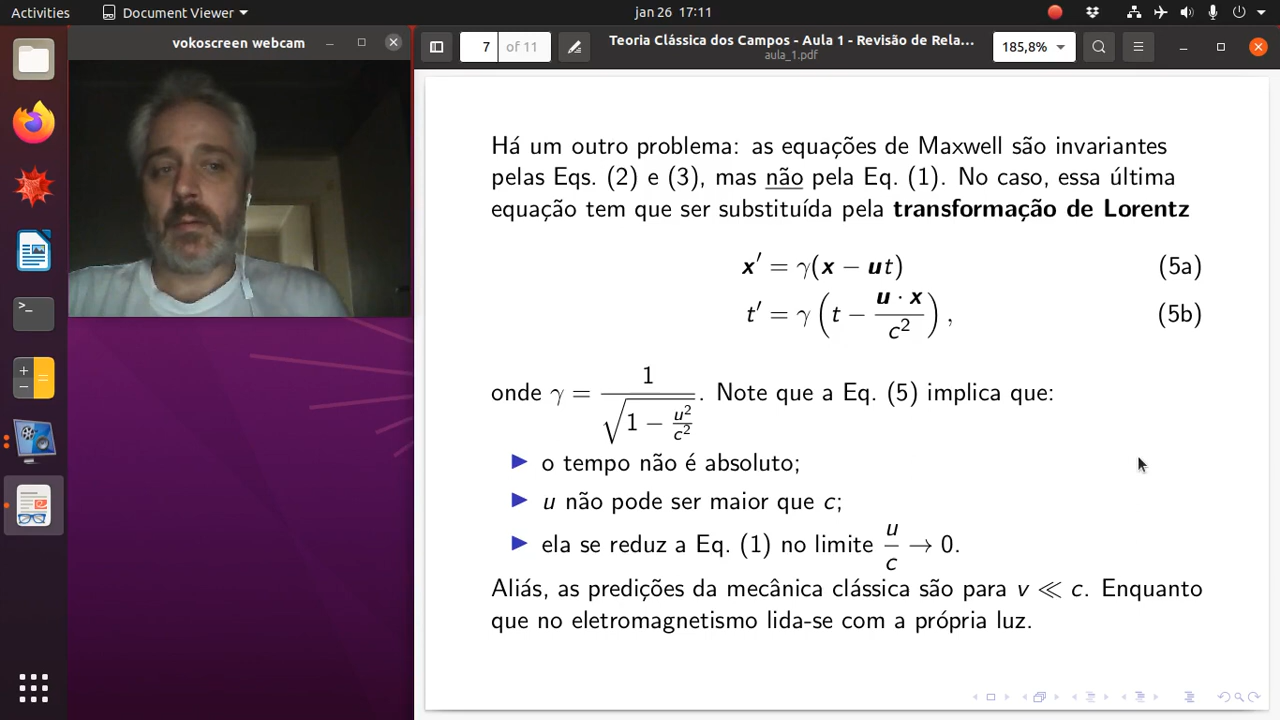 Activities
Document Viewer
jan 26 17:11
vokoscreen webcam
7 of 11
Teoria Clássica dos Campos - Aula 1 - Revisão de Rela...
aula_1.pdf
185,8%
Há um outro problema: as equações de Maxwell são invariantes
pelas Eqs. (2) e (3), mas não pela Eq. (1). No caso, essa última
equação tem que ser substituída pela transformação de Lorentz
x′ = γ(x − ut) (5a)
t′ = γ (t − u · x / c²), (5b)
onde γ = 1 / √(1 − u²/c²). Note que a Eq. (5) implica que:
▶ o tempo não é absoluto;
▶ u não pode ser maior que c;
▶ ela se reduz a Eq. (1) no limite u/c → 0.
Aliás, as predições da mecânica clássica são para v ≪ c. Enquanto
que no eletromagnetismo lida-se com a própria luz.